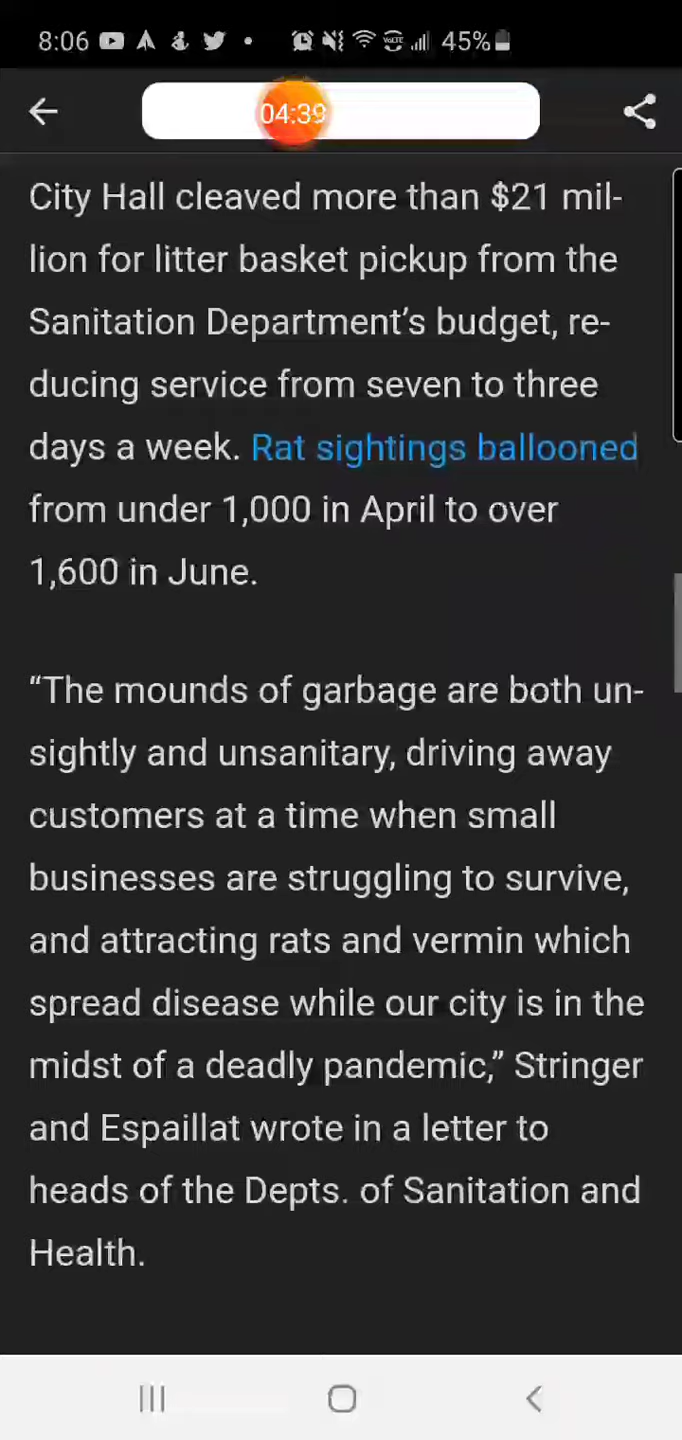 8:06
45%
04:39
City Hall cleaved more than $21 mil-
lion for litter basket pickup from the
Sanitation Department’s budget, re-
ducing service from seven to three
days a week. Rat sightings ballooned
from under 1,000 in April to over
1,600 in June.
“The mounds of garbage are both un-
sightly and unsanitary, driving away
customers at a time when small
businesses are struggling to survive,
and attracting rats and vermin which
spread disease while our city is in the
midst of a deadly pandemic,” Stringer
and Espaillat wrote in a letter to
heads of the Depts. of Sanitation and
Health.